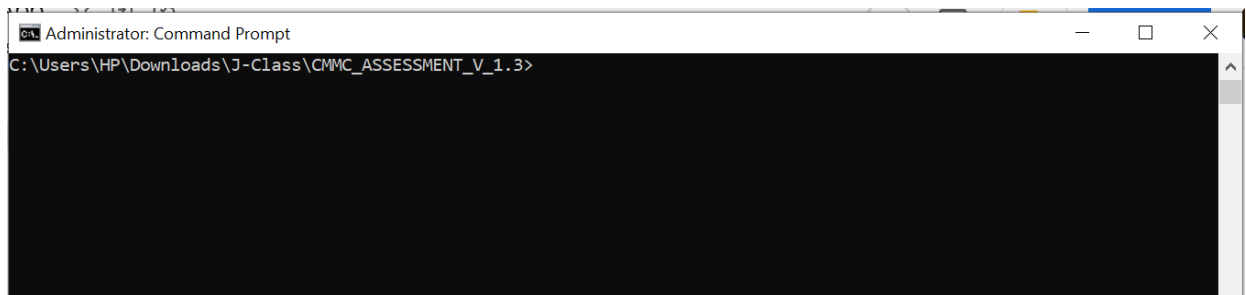 Administrator: Command Prompt
C:\Users\HP\Downloads\J-Class\CMMC_ASSESSMENT_V_1.3>